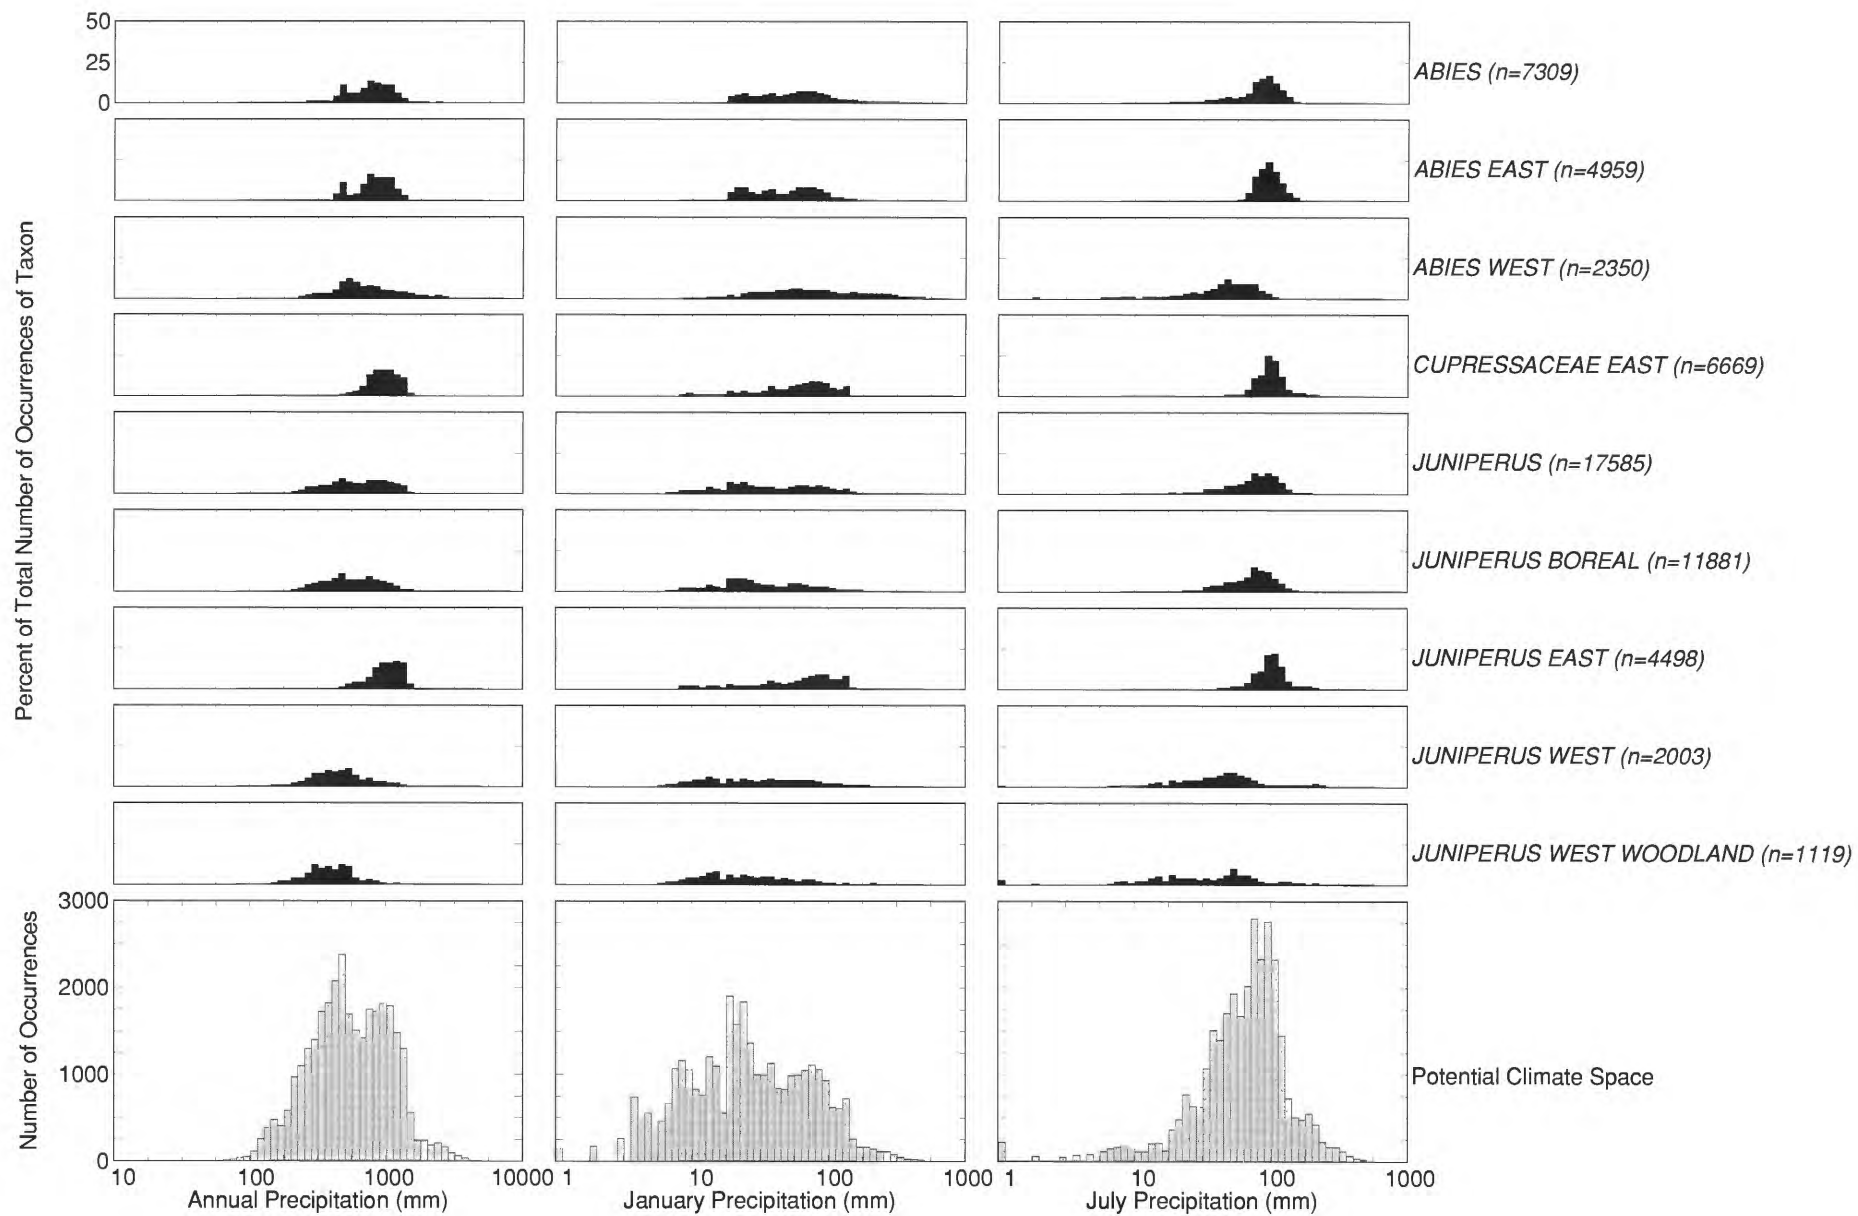 50
25
0
ABIES (n=7309)
ABIES EAST (n=4959)
ABIES WEST (n=2350)
CUPRESSACEAE EAST (n=6669)
JUNIPERUS (n=17585)
JUNIPERUS BOREAL (n=11881)
JUNIPERUS EAST (n=4498)
JUNIPERUS WEST (n=2003)
JUNIPERUS WEST WOODLAND (n=1119)
Percent of Total Number of Occurrences of Taxon
3000
2000
1000
0
Number of Occurrences
Potential Climate Space
10 100 1000 10000
1 10 100 1000
1 10 100 1000
Annual Precipitation (mm)
January Precipitation (mm)
July Precipitation (mm)